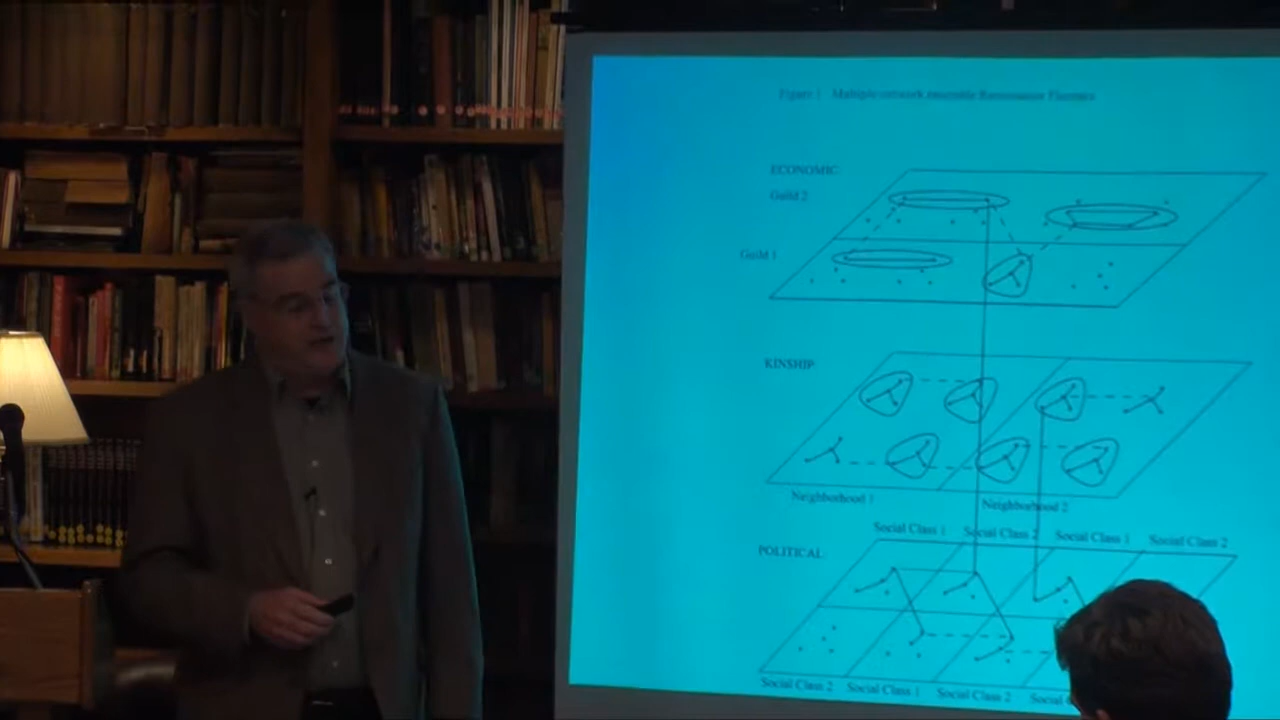 Figure 1 Multiple-network ensemble Renaissance Florence
ECONOMIC
Guild 2
Guild 1
KINSHIP
Neighborhood 1 Neighborhood 2
Social Class 1 Social Class 2 Social Class 1 Social Class 2
POLITICAL
Social Class 2 Social Class 1 Social Class 2 Social